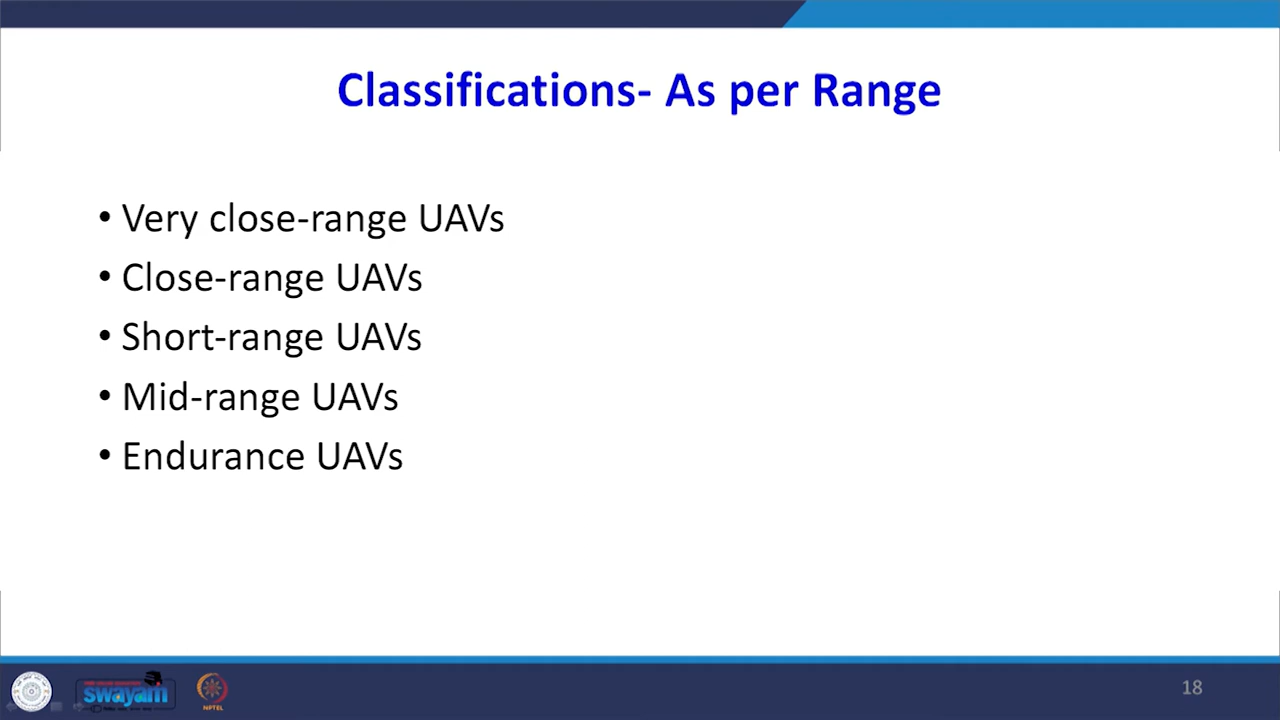 Classifications- As per Range
• Very close-range UAVs
• Close-range UAVs
• Short-range UAVs
• Mid-range UAVs
• Endurance UAVs
swayam
NPTEL
18